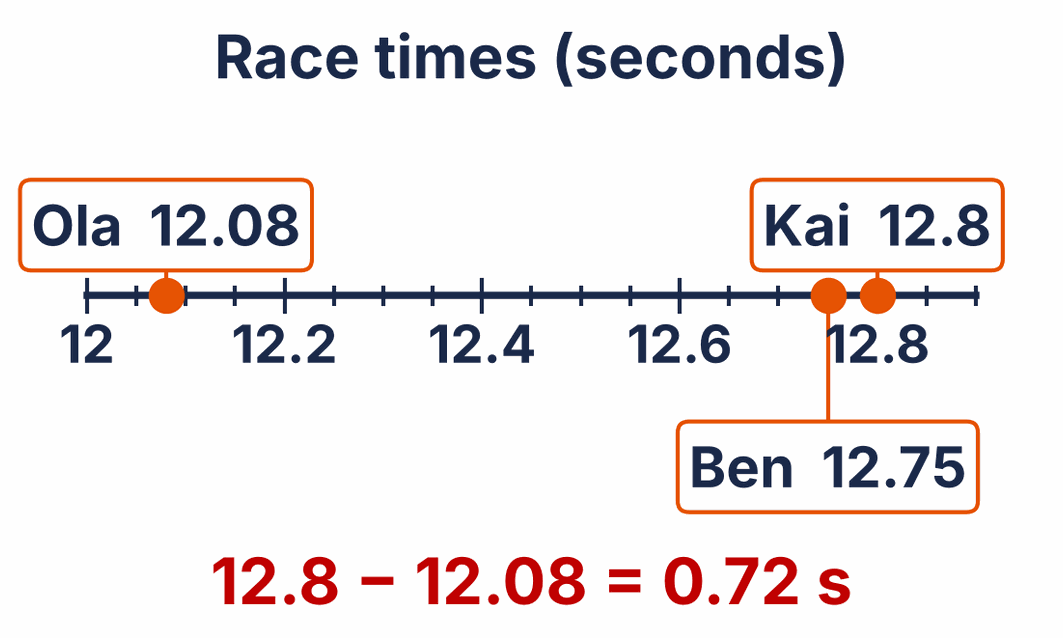 Race times (seconds)
Ola 12.08
Kai 12.8
12 12.2 12.4 12.6 12.8
Ben 12.75
12.8 − 12.08 = 0.72 s